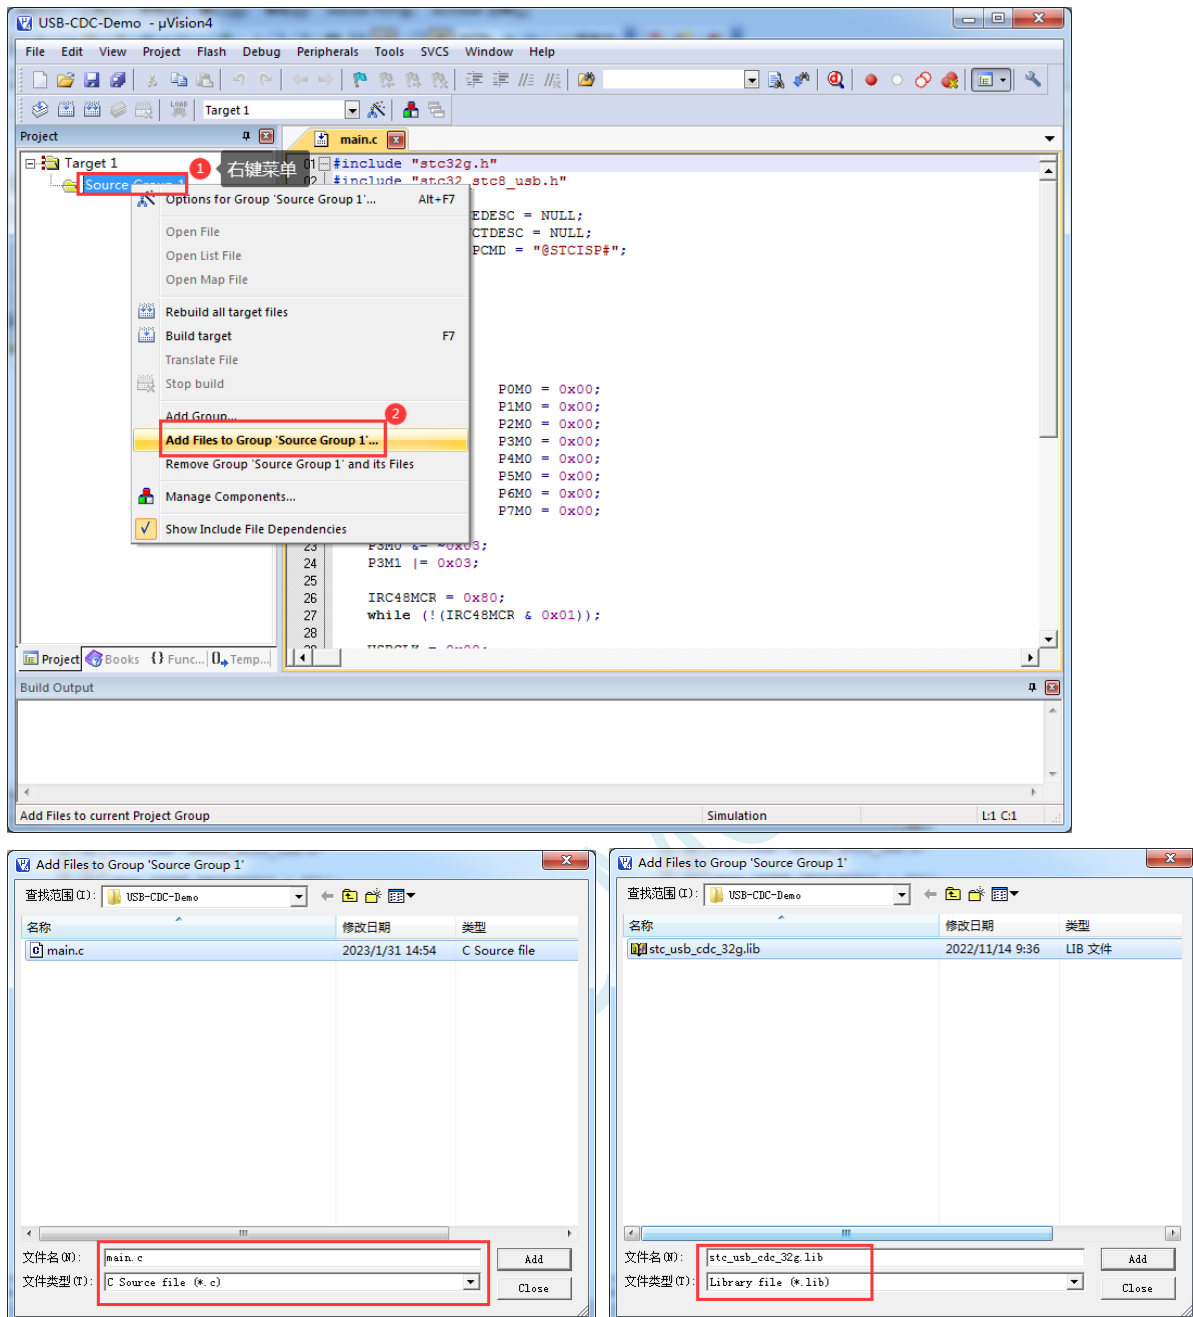 USB-CDC-Demo - µVision4
File Edit View Project Flash Debug Peripherals Tools SVCS Window Help
LOAD Target 1
Project
main.c
Target 1
Source Group 1
1
右键菜单
01 #include "stc32g.h"
02 #include "stc32_stc8_usb.h"
EDESC = NULL;
CTDESC = NULL;
PCMD = "@STCISP#";
P0M0 = 0x00;
P1M0 = 0x00;
P2M0 = 0x00;
P3M0 = 0x00;
P4M0 = 0x00;
P5M0 = 0x00;
P6M0 = 0x00;
P7M0 = 0x00;
23 P3M0 &= ~0x03;
24 P3M1 |= 0x03;
25
26 IRC48MCR = 0x80;
27 while (!(IRC48MCR & 0x01));
28
29 USBCLK = 0x00;
Options for Group 'Source Group 1'... Alt+F7
Open File
Open List File
Open Map File
Rebuild all target files
Build target F7
Translate File
Stop build
Add Group...
2
Add Files to Group 'Source Group 1'...
Remove Group 'Source Group 1' and its Files
Manage Components...
Show Include File Dependencies
Project Books {} Func... Temp...
Build Output
Add Files to current Project Group Simulation L:1 C:1
Add Files to Group 'Source Group 1'
查找范围(I): USB-CDC-Demo
名称 修改日期 类型
main.c 2023/1/31 14:54 C Source file
文件名(N): main.c Add
文件类型(T): C Source file (*.c) Close
Add Files to Group 'Source Group 1'
查找范围(I): USB-CDC-Demo
名称 修改日期 类型
stc_usb_cdc_32g.lib 2022/11/14 9:36 LIB 文件
文件名(N): stc_usb_cdc_32g.lib Add
文件类型(T): Library file (*.lib) Close